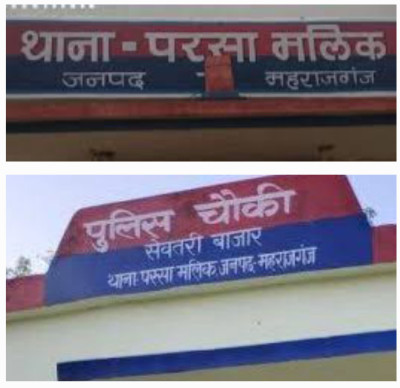 थाना - परसा मलिक
जनपद महराजगंज
पुलिस चौकी
सेवतरी बाजार
थाना परसा मलिक जनपद महराजगंज